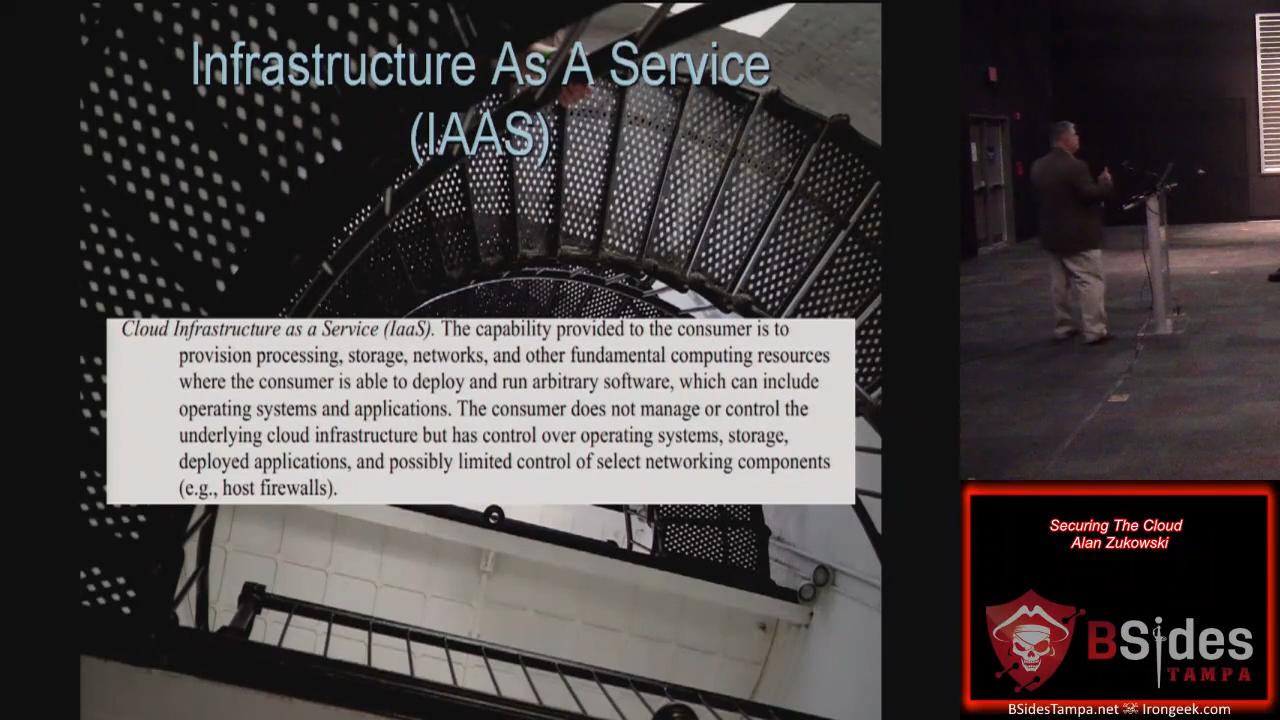 Infrastructure As A Service
(IAAS)
Cloud Infrastructure as a Service (IaaS). The capability provided to the consumer is to
provision processing, storage, networks, and other fundamental computing resources
where the consumer is able to deploy and run arbitrary software, which can include
operating systems and applications. The consumer does not manage or control the
underlying cloud infrastructure but has control over operating systems, storage,
deployed applications, and possibly limited control of select networking components
(e.g., host firewalls).
Securing The Cloud
Alan Zukowski
BSides
TAMPA
BSidesTampa.net Irongeek.com